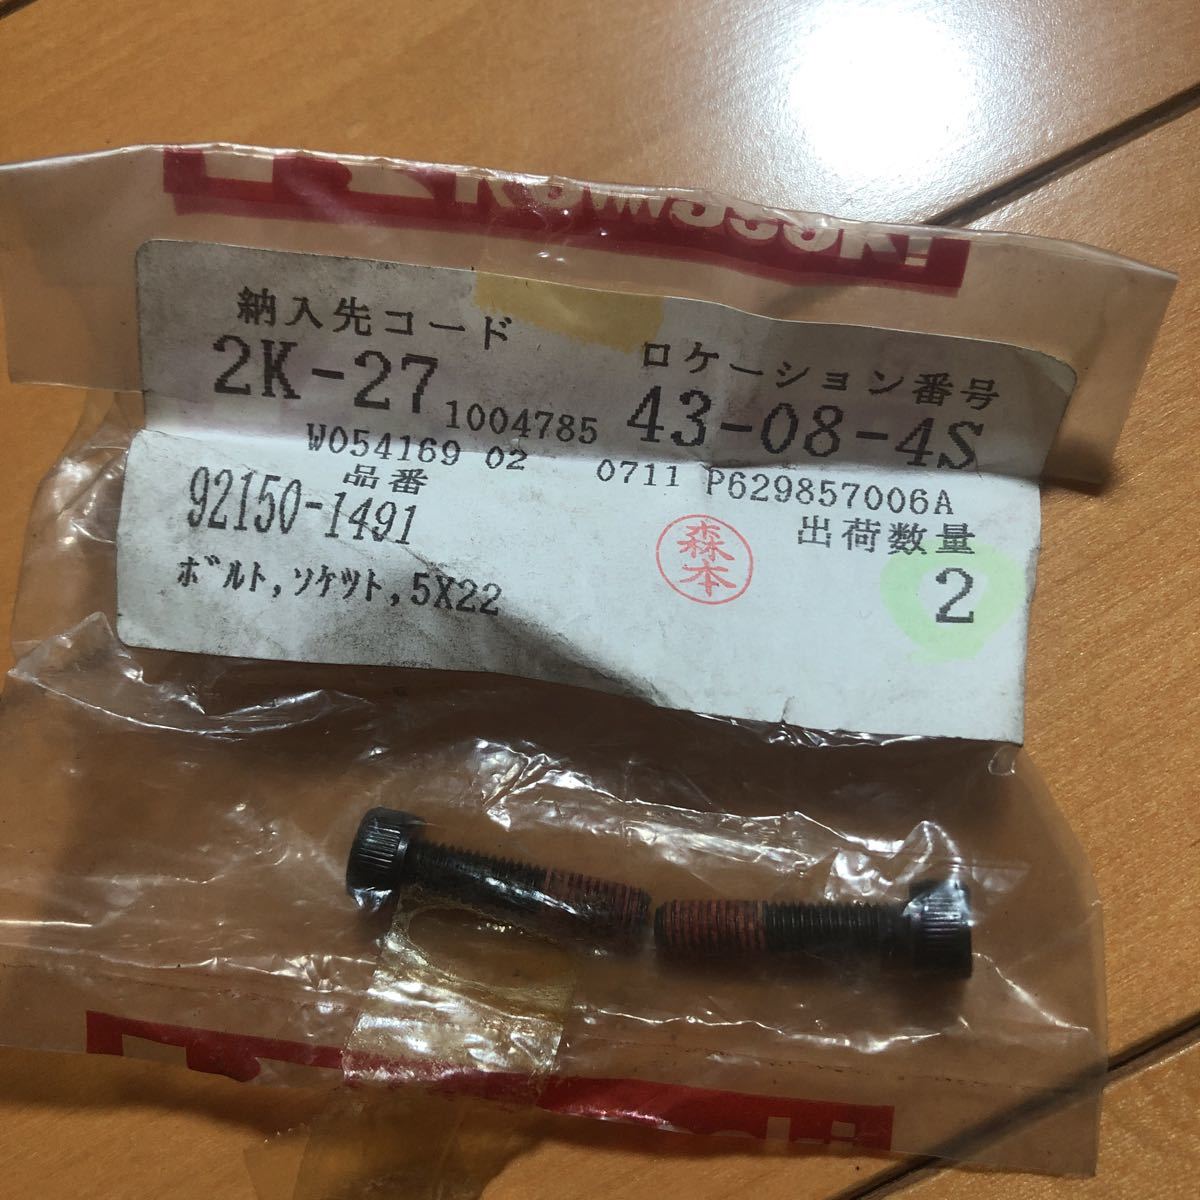 Kawasaki
納入先コード
ロケーション番号
2K-27 1004785 43-08-4S
W054169 02 0711 P629857006A
品番
出荷数量
92150-1491
森本
2
ボルト,ソケツト,5X22